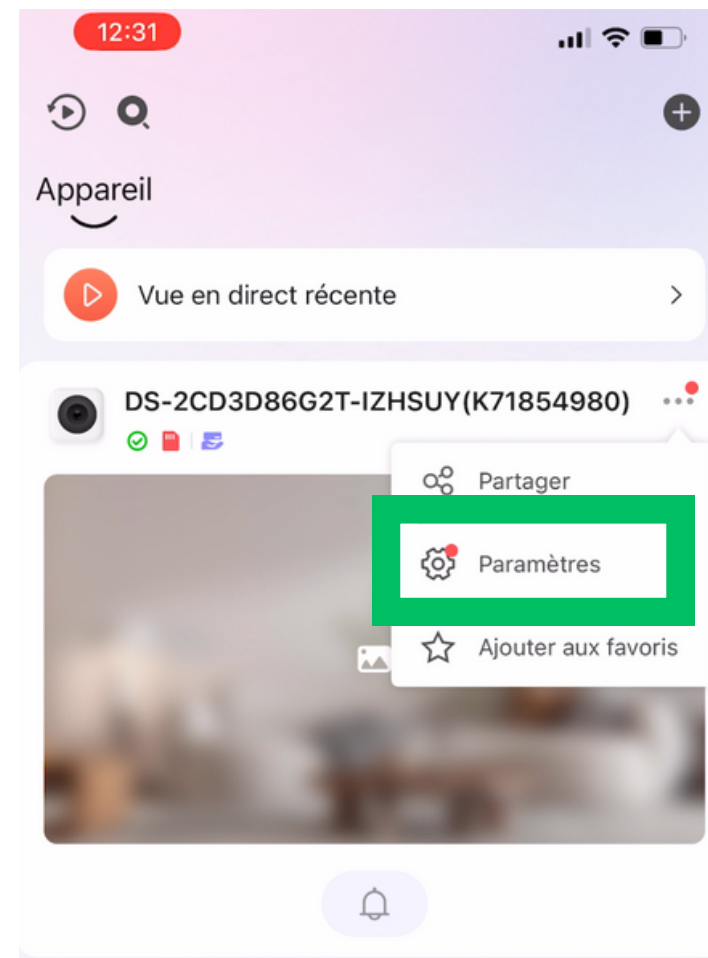 12:31
Appareil
Vue en direct récente
DS-2CD3D86G2T-IZHSUY(K71854980)
Partager
Paramètres
Ajouter aux favoris